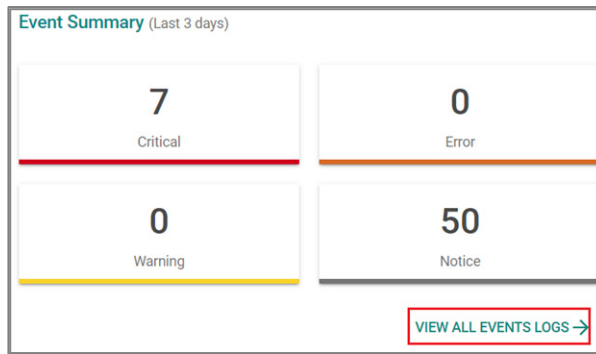 Event Summary (Last 3 days)
7
Critical
0
Error
0
Warning
50
Notice
VIEW ALL EVENTS LOGS →